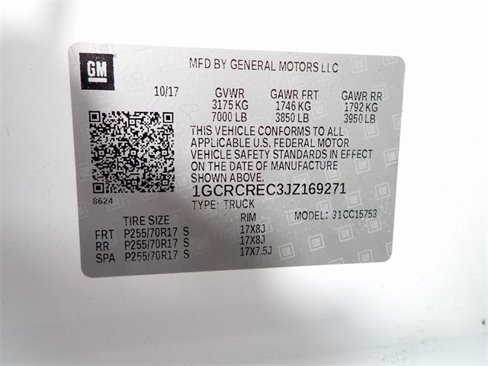 GM
MFD BY GENERAL MOTORS LLC
10/17 GVWR GAWR FRT GAWR RR
3175 KG 1746 KG 1792 KG
7000 LB 3850 LB 3950 LB
THIS VEHICLE CONFORMS TO ALL
APPLICABLE U.S. FEDERAL MOTOR
VEHICLE SAFETY STANDARDS IN EFFECT
ON THE DATE OF MANUFACTURE
SHOWN ABOVE.
8624 1GCRCREC3JZ169271
TYPE: TRUCK MODEL: 31CC15753
TIRE SIZE RIM
FRT P255/70R17 S 17X8J
RR P255/70R17 S 17X8J
SPA P255/70R17 S 17X7.5J